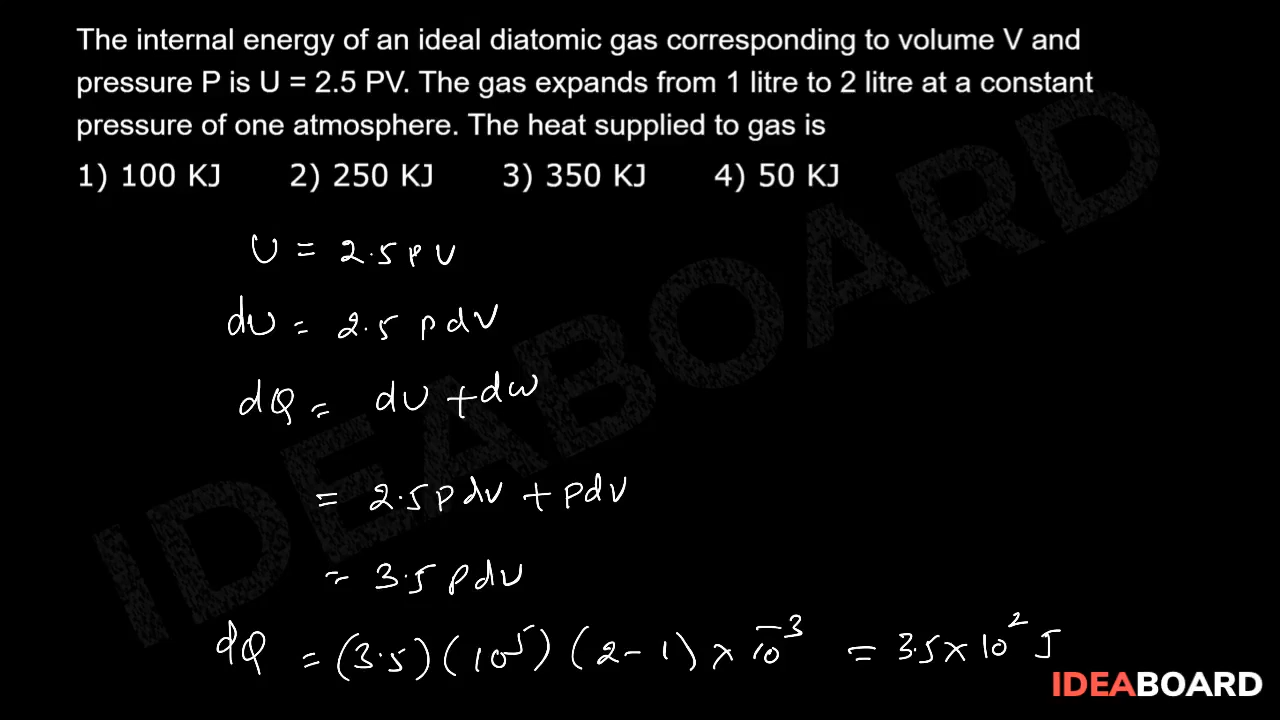 The internal energy of an ideal diatomic gas corresponding to volume V and
pressure P is U = 2.5 PV. The gas expands from 1 litre to 2 litre at a constant
pressure of one atmosphere. The heat supplied to gas is
1) 100 KJ 2) 250 KJ 3) 350 KJ 4) 50 KJ
U = 2.5 PV
dU = 2.5 PdV
dQ = dU + dW
= 2.5 PdV + PdV
= 3.5 PdV
dQ = (3.5) (10⁵) (2-1) × 10⁻³ = 3.5 × 10² J
IDEABOARD
IDEABOARD